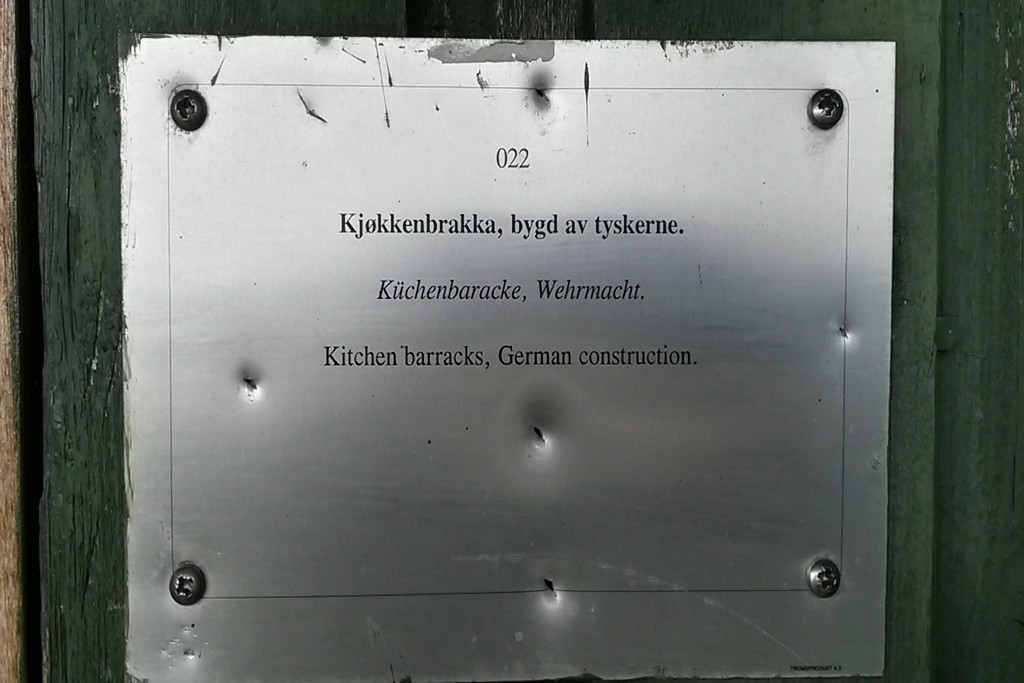 022
Kjøkkenbrakka, bygd av tyskerne.
Küchenbaracke, Wehrmacht.
Kitchen barracks, German construction.